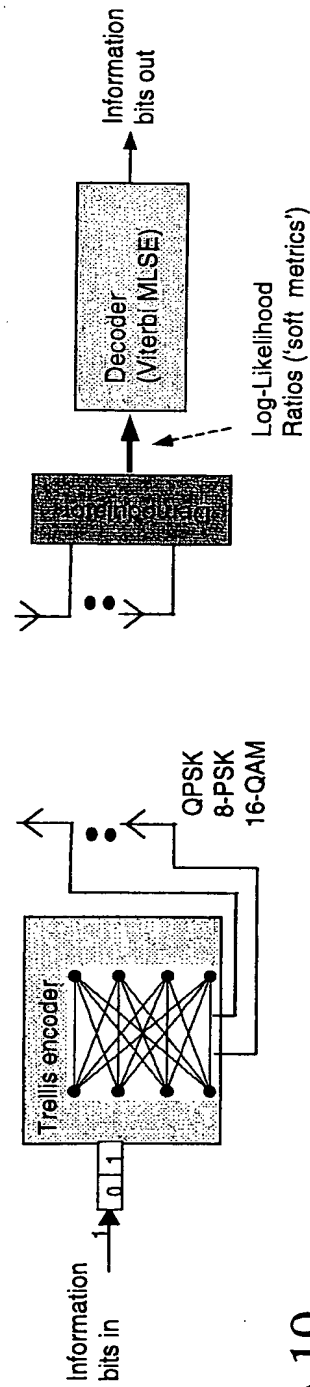 Information
bits in
1
0 1
Trellis encoder
QPSK
8-PSK
16-QAM
Demodulator
Log-Likelihood
Ratios ('soft metrics')
Decoder
(Viterbi MLSE)
Information
bits out
10